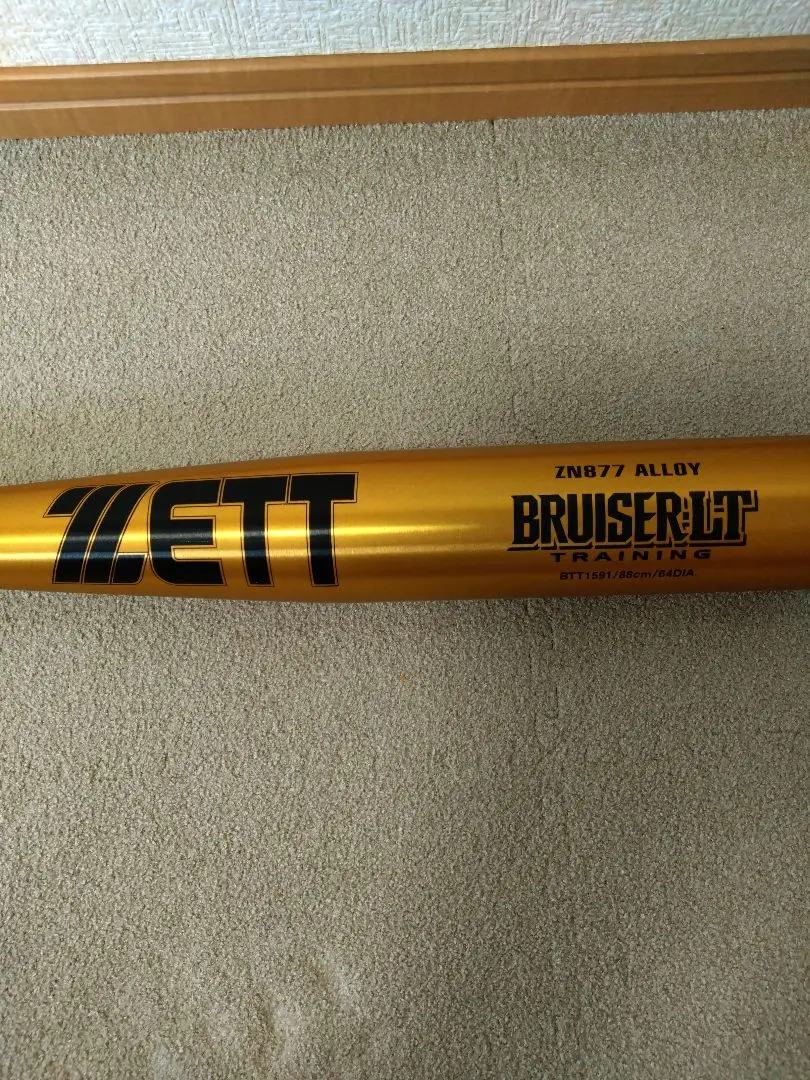 ZETT
ZN877 ALLOY
BRUISER:LT
TRAINING
BTT1591/88cm/64DIA.